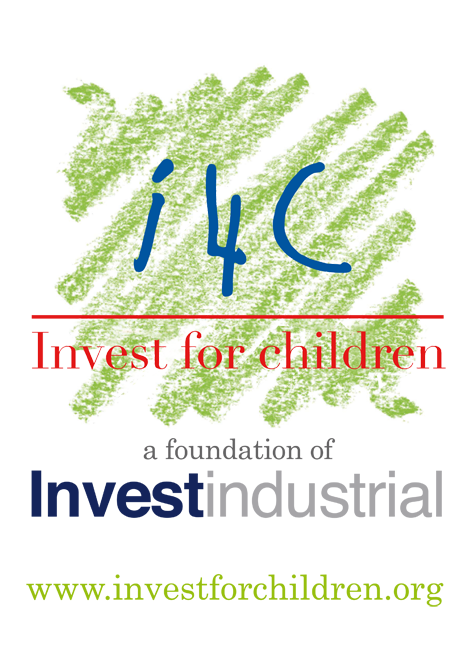 i4C
Invest for children
a foundation of
Investindustrial
www.investforchildren.org